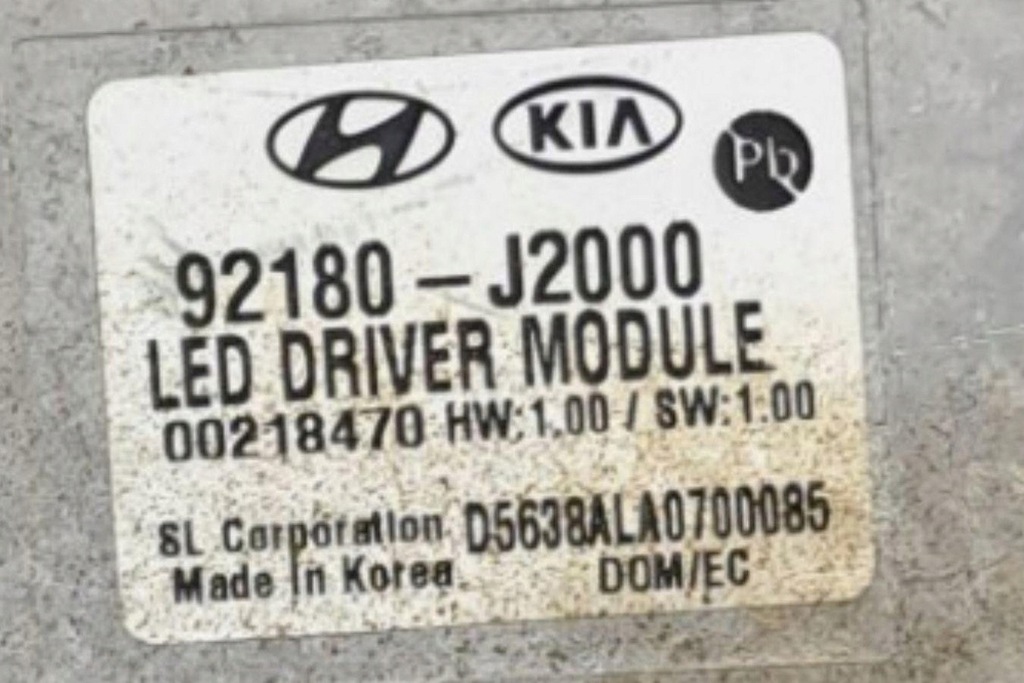 KIA
Pb
92180-J2000
LED DRIVER MODULE
00218470 HW:1.00 / SW:1.00
SL Corporation D5638ALA0700085
Made In Korea DOM/EC